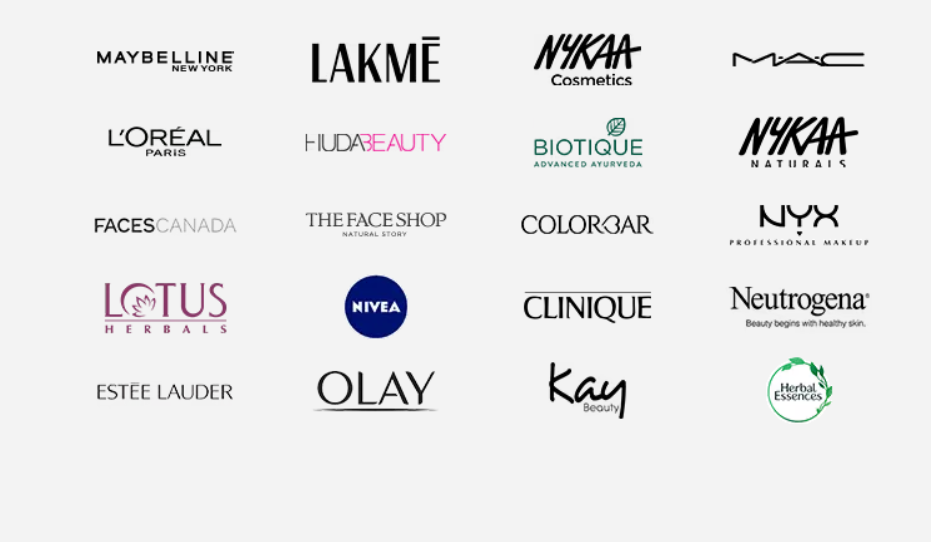 MAYBELLINE
NEW YORK
LAKMĒ
NYKAA
Cosmetics
M·A·C
L'ORÉAL
PARIS
HUDABEAUTY
BIOTIQUE
ADVANCED AYURVEDA
NYKAA
NATURALS
FACESCANADA
THE FACE SHOP
NATURAL STORY
COLORBAR
NYX
PROFESSIONAL MAKEUP
LOTUS
HERBALS
NIVEA
CLINIQUE
Neutrogena®
Beauty begins with healthy skin.
ESTĒE LAUDER
OLAY
Kay
Beauty
Herbal
Essences